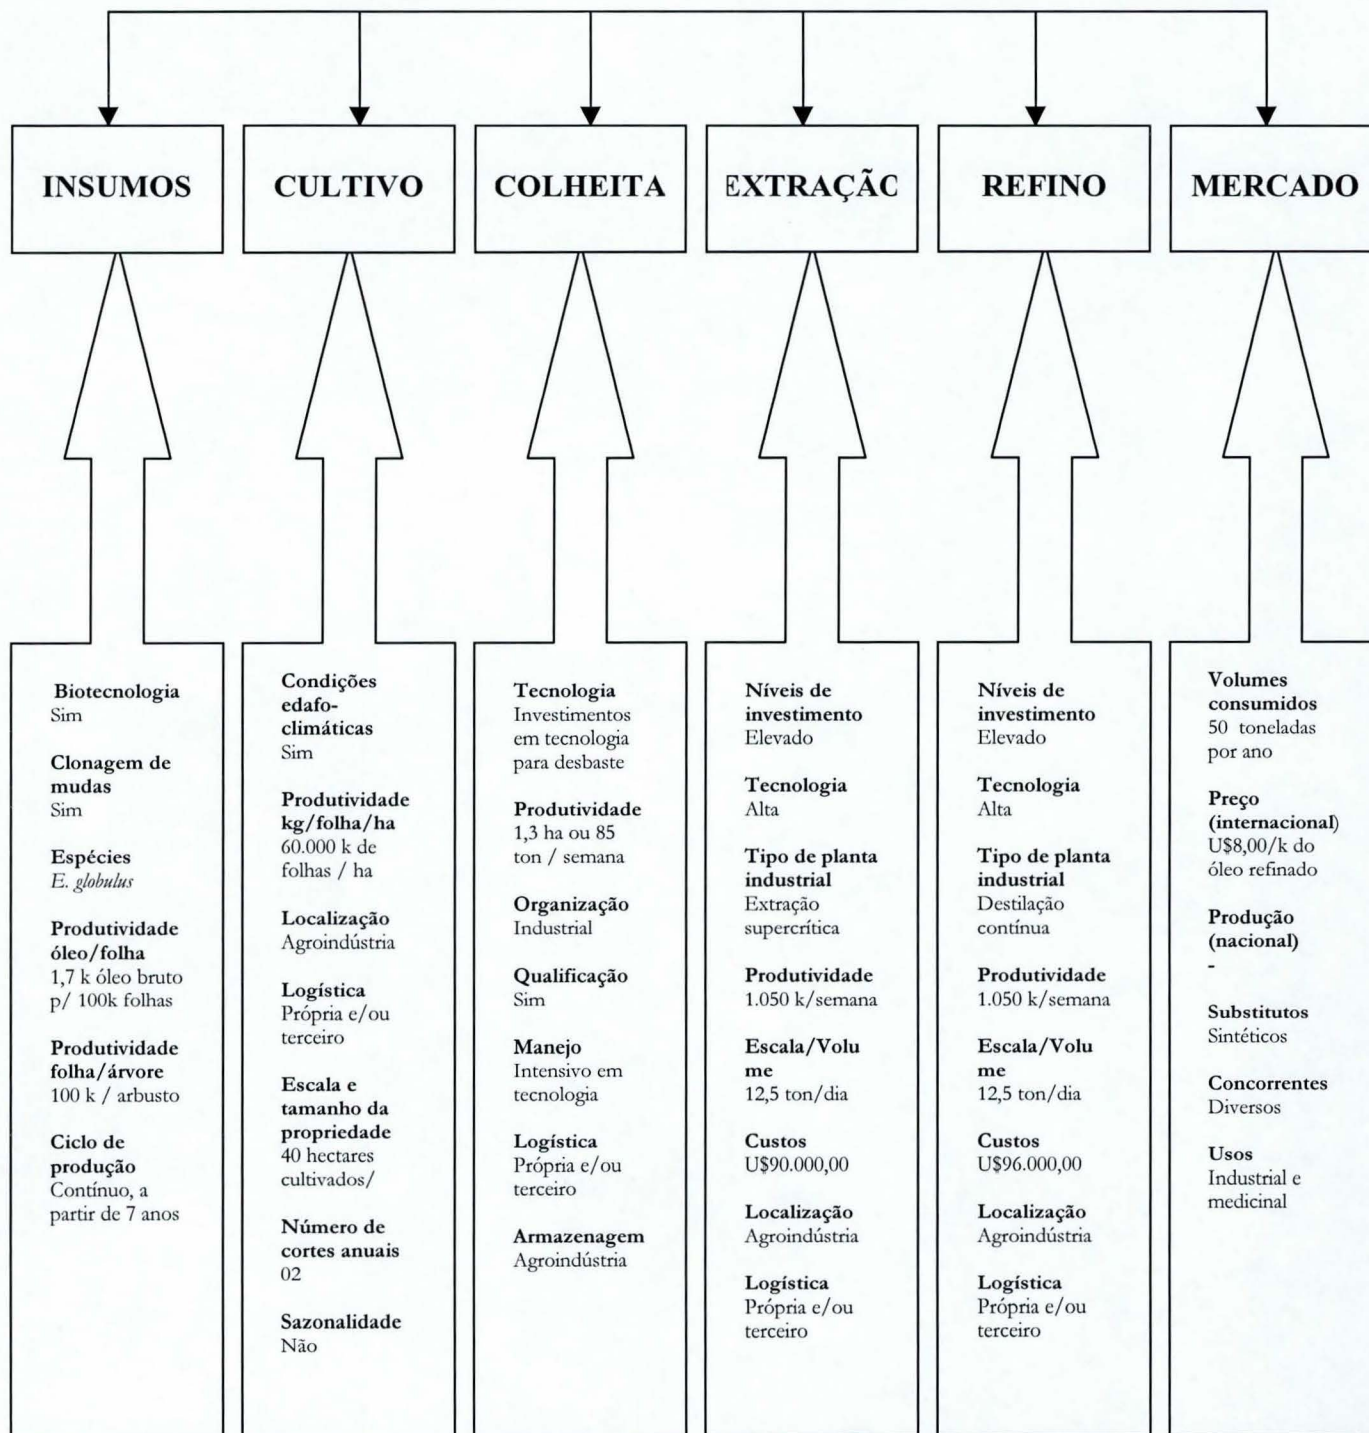 INSUMOS
CULTIVO
COLHEITA
EXTRAÇÃO
REFINO
MERCADO
Biotecnologia
Sim
Clonagem de
mudas
Sim
Espécies
E. globulus
Produtividade
óleo/folha
1,7 k óleo bruto
p/ 100k folhas
Produtividade
folha/árvore
100 k / arbusto
Ciclo de
produção
Contínuo, a
partir de 7 anos
Condições
edafo-
climáticas
Sim
Produtividade
kg/folha/ha
60.000 k de
folhas / ha
Localização
Agroindústria
Logística
Própria e/ou
terceiro
Escala e
tamanho da
propriedade
40 hectares
cultivados/
Número de
cortes anuais
02
Sazonalidade
Não
Tecnologia
Investimentos
em tecnologia
para desbaste
Produtividade
1,3 ha ou 85
ton / semana
Organização
Industrial
Qualificação
Sim
Manejo
Intensivo em
tecnologia
Logística
Própria e/ou
terceiro
Armazenagem
Agroindústria
Níveis de
investimento
Elevado
Tecnologia
Alta
Tipo de planta
industrial
Extração
supercrítica
Produtividade
1.050 k/semana
Escala/Volu
me
12,5 ton/dia
Custos
U$90.000,00
Localização
Agroindústria
Logística
Própria e/ou
terceiro
Níveis de
investimento
Elevado
Tecnologia
Alta
Tipo de planta
industrial
Destilação
contínua
Produtividade
1.050 k/semana
Escala/Volu
me
12,5 ton/dia
Custos
U$96.000,00
Localização
Agroindústria
Logística
Própria e/ou
terceiro
Volumes
consumidos
50 toneladas
por ano
Preço
(internacional)
U$8,00/k do
óleo refinado
Produção
(nacional)
-
Substitutos
Sintéticos
Concorrentes
Diversos
Usos
Industrial e
medicinal